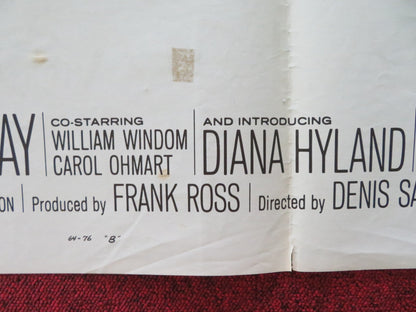 AY | CO-STARRING WILLIAM WINDOM CAROL OHMART | AND INTRODUCING DIANA HYLAND |
ON | Produced by FRANK ROSS | Directed by DENIS SA
64-76 "B"